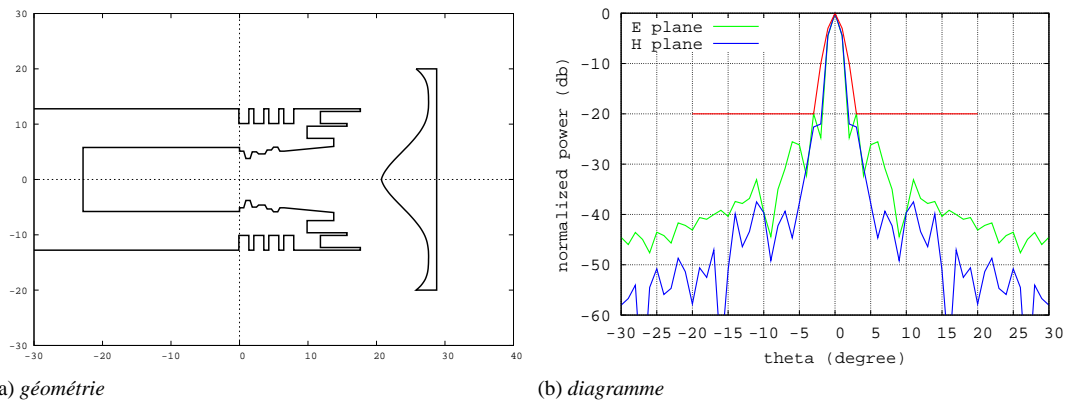 30
20
10
0
-10
-20
-30
-30 -20 -10 0 10 20 30 40
a) géométrie
E plane
H plane
normalized power (db)
0
-10
-20
-30
-40
-50
-60
-30 -25 -20 -15 -10 -5 0 5 10 15 20 25 30
theta (degree)
(b) diagramme